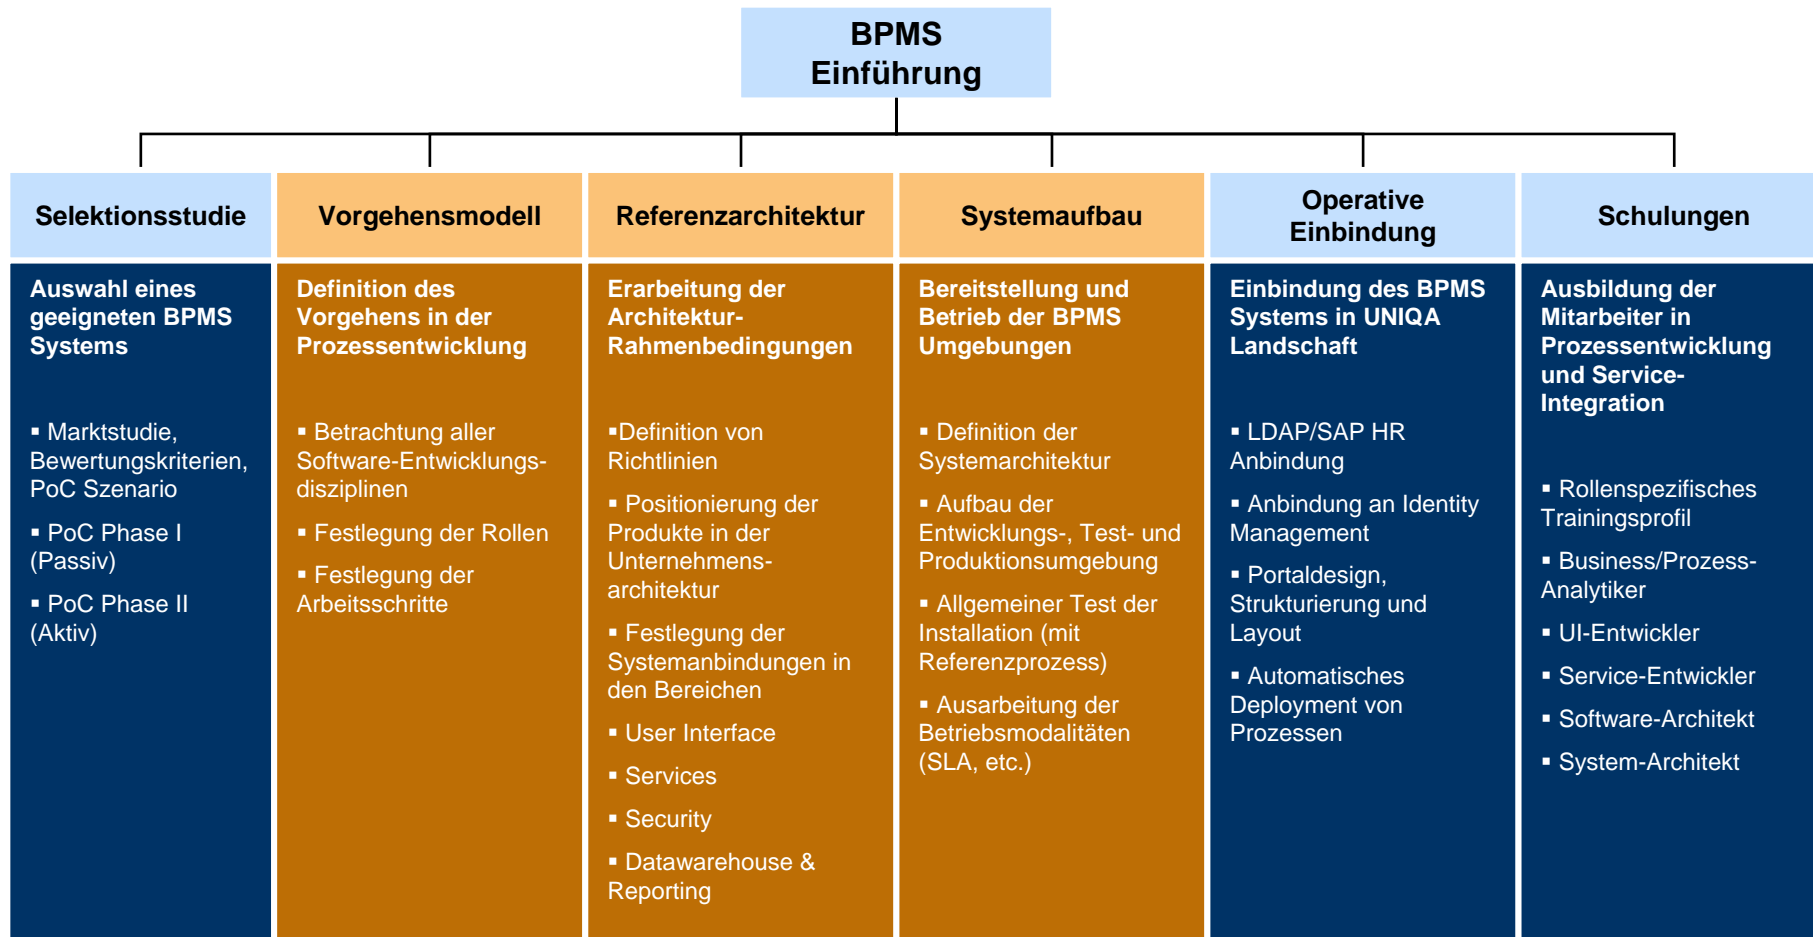 BPMS
Einführung
Selektionsstudie
Vorgehensmodell
Referenzarchitektur
Systemaufbau
Operative
Einbindung
Schulungen
Auswahl eines
geeigneten BPMS
Systems
▪ Marktstudie,
Bewertungskriterien,
PoC Szenario
▪ PoC Phase I
(Passiv)
▪ PoC Phase II
(Aktiv)
Definition des
Vorgehens in der
Prozessentwicklung
▪ Betrachtung aller
Software-Entwicklungs-
disziplinen
▪ Festlegung der Rollen
▪ Festlegung der
Arbeitsschritte
Erarbeitung der
Architektur-
Rahmenbedingungen
▪Definition von
Richtlinien
▪ Positionierung der
Produkte in der
Unternehmens-
architektur
▪ Festlegung der
Systemanbindungen in
den Bereichen
▪ User Interface
▪ Services
▪ Security
▪ Datawarehouse &
Reporting
Bereitstellung und
Betrieb der BPMS
Umgebungen
▪ Definition der
Systemarchitektur
▪ Aufbau der
Entwicklungs-, Test- und
Produktionsumgebung
▪ Allgemeiner Test der
Installation (mit
Referenzprozess)
▪ Ausarbeitung der
Betriebsmodalitäten
(SLA, etc.)
Einbindung des BPMS
Systems in UNIQA
Landschaft
▪ LDAP/SAP HR
Anbindung
▪ Anbindung an Identity
Management
▪ Portaldesign,
Strukturierung und
Layout
▪ Automatisches
Deployment von
Prozessen
Ausbildung der
Mitarbeiter in
Prozessentwicklung
und Service-
Integration
▪ Rollenspezifisches
Trainingsprofil
▪ Business/Prozess-
Analytiker
▪ UI-Entwickler
▪ Service-Entwickler
▪ Software-Architekt
▪ System-Architekt